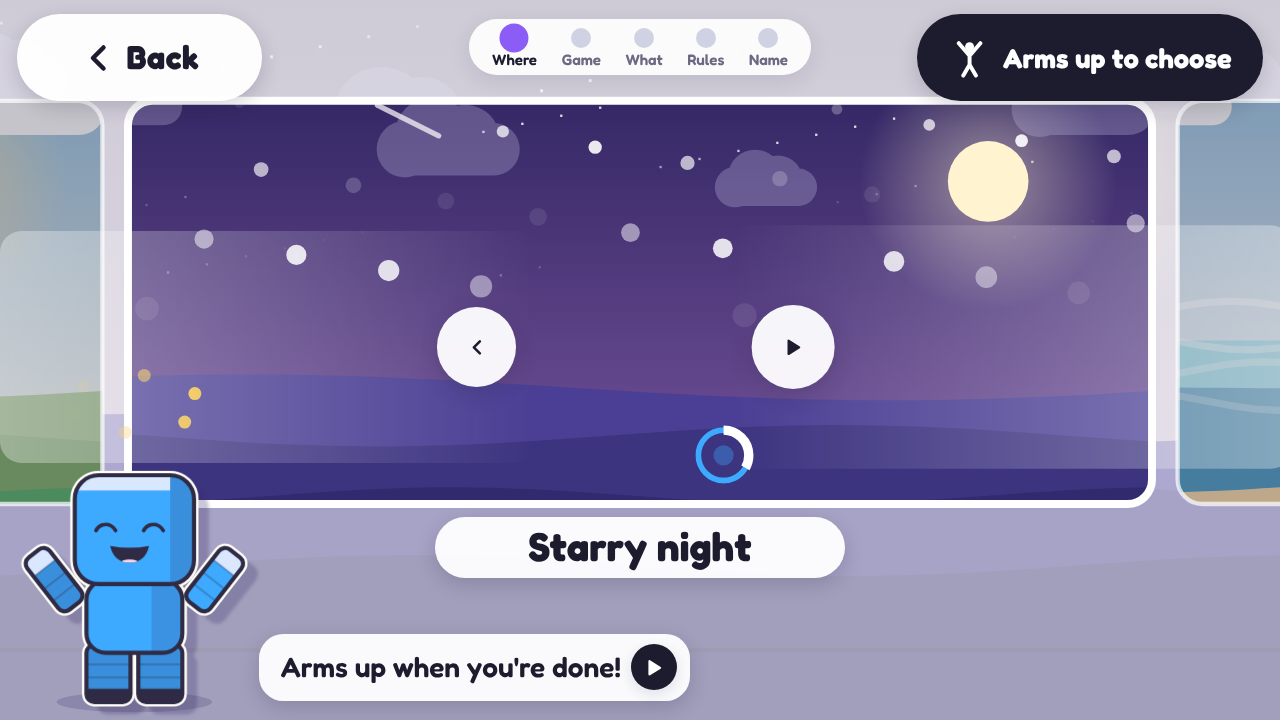 Back
Where
Game
What
Rules
Name
Arms up to choose
Starry night
Arms up when you're done!